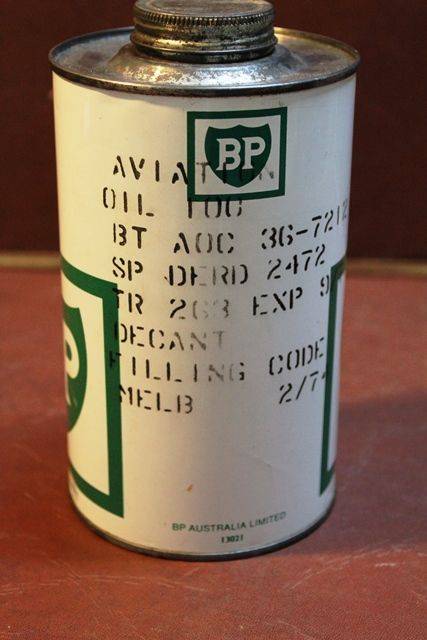 BP
AVIATION
OIL 100
BT AOC 36-7212
SP DERD 2472
TR 263 EXP 9
DECANT
FILLING CODE
MELB 2/7
BP AUSTRALIA LIMITED
13021